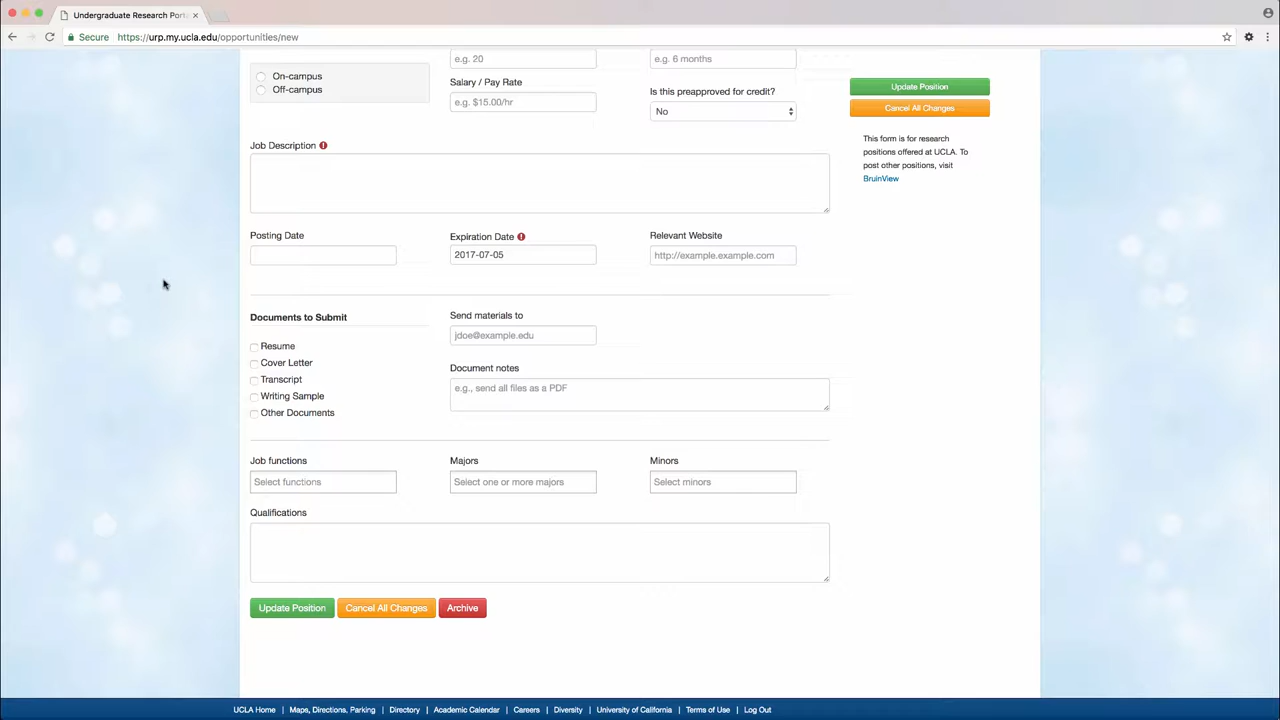 Undergraduate Research Porta
Secure https://urp.my.ucla.edu/opportunities/new
e.g. 20
e.g. 6 months
On-campus
Off-campus
Salary / Pay Rate
e.g. $15.00/hr
Is this preapproved for credit?
No
Update Position
Cancel All Changes
This form is for research
positions offered at UCLA. To
post other positions, visit
BruinView
Job Description
Posting Date
Expiration Date
2017-07-05
Relevant Website
http://example.example.com
Documents to Submit
Resume
Cover Letter
Transcript
Writing Sample
Other Documents
Send materials to
jdoe@example.edu
Document notes
e.g., send all files as a PDF
Job functions
Select functions
Majors
Select one or more majors
Minors
Select minors
Qualifications
Update Position Cancel All Changes Archive
UCLA Home | Maps, Directions, Parking | Directory | Academic Calendar | Careers | Diversity | University of California | Terms of Use | Log Out